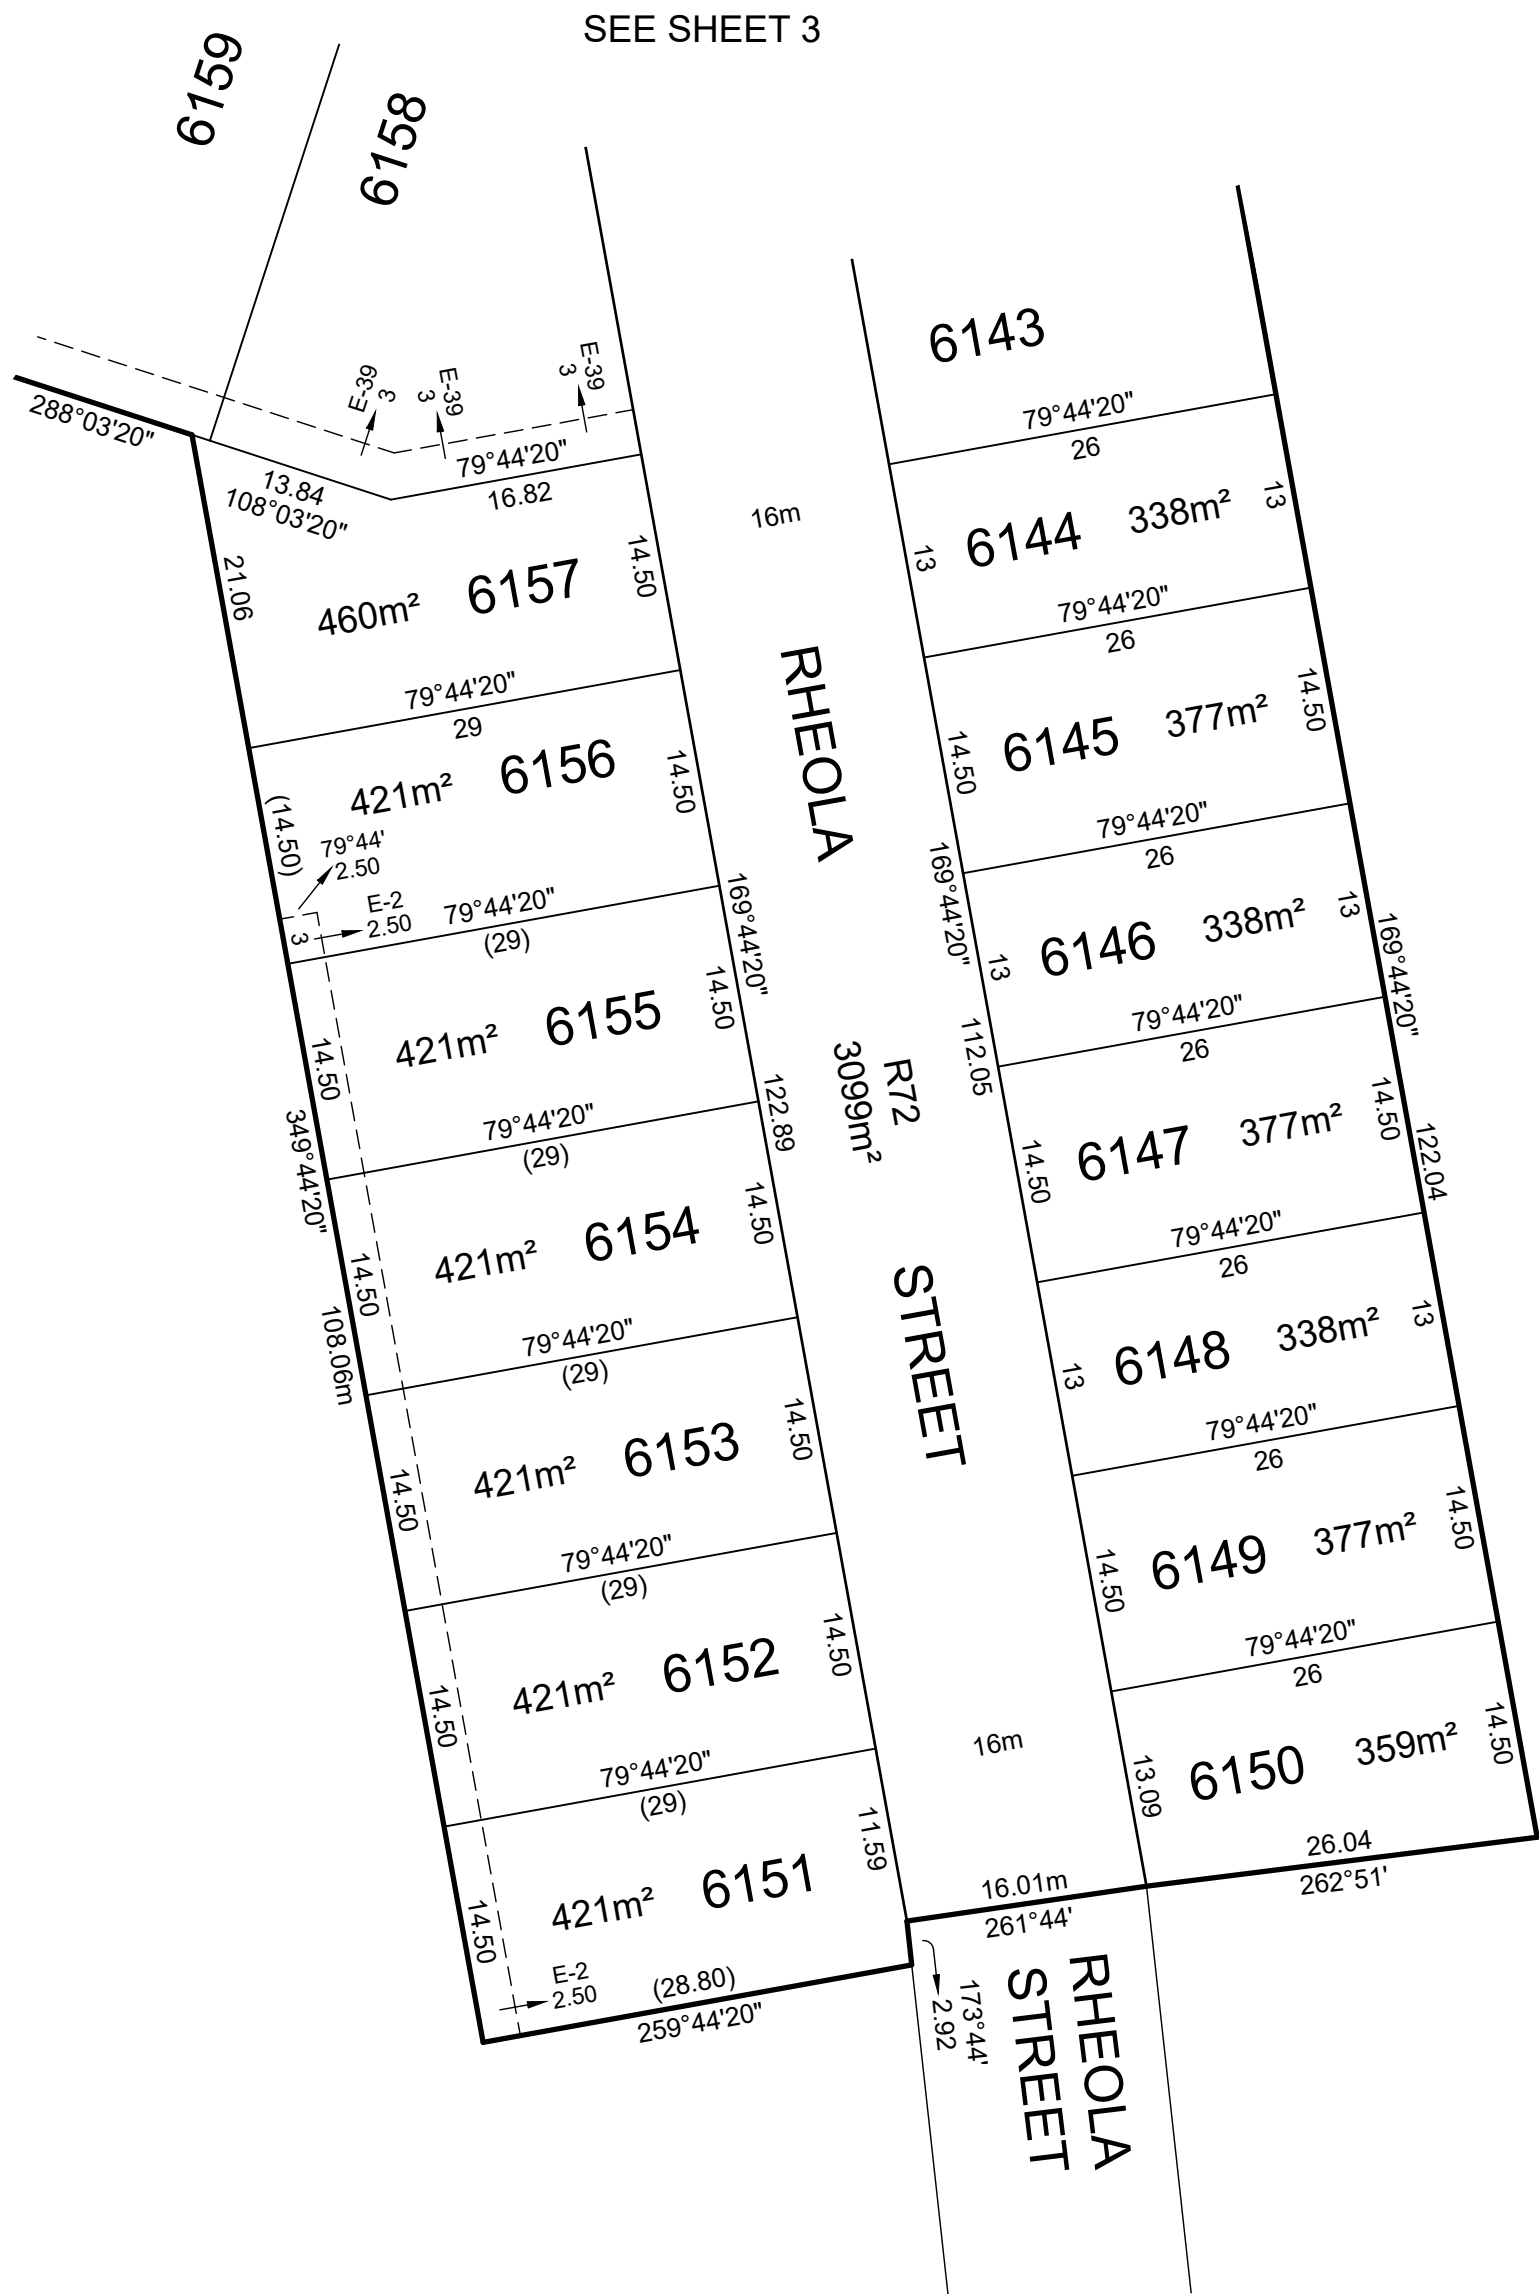 SEE SHEET 3
6159
6158
288°03'20"
E-39
3
E-39
3
E-39
3
79°44'20"
16.82
13.84
108°03'20"
21.06
460m² 6157
14.50
79°44'20"
29
421m² 6156
14.50
(14.50)
79°44'
2.50
3
E-2
2.50
79°44'20"
(29)
421m² 6155
14.50
14.50
79°44'20"
(29)
349°44'20"
108.06m
421m² 6154
14.50
14.50
79°44'20"
(29)
421m² 6153
14.50
14.50
79°44'20"
(29)
421m² 6152
14.50
14.50
79°44'20"
(29)
421m² 6151
14.50
11.59
E-2
2.50
(28.80)
259°44'20"
169°44'20"
122.89
16m
RHEOLA
R72
3099m²
STREET
16m
16.01m
261°44'
173°44'
2.92
RHEOLA
STREET
169°44'20"
112.05
6143
79°44'20"
26
13
6144 338m²
13
79°44'20"
26
14.50
6145 377m²
14.50
79°44'20"
26
13
6146 338m²
13
79°44'20"
26
169°44'20"
122.04
14.50
6147 377m²
14.50
79°44'20"
26
13
6148 338m²
13
79°44'20"
26
14.50
6149 377m²
14.50
79°44'20"
26
13.09
6150 359m²
14.50
26.04
262°51'